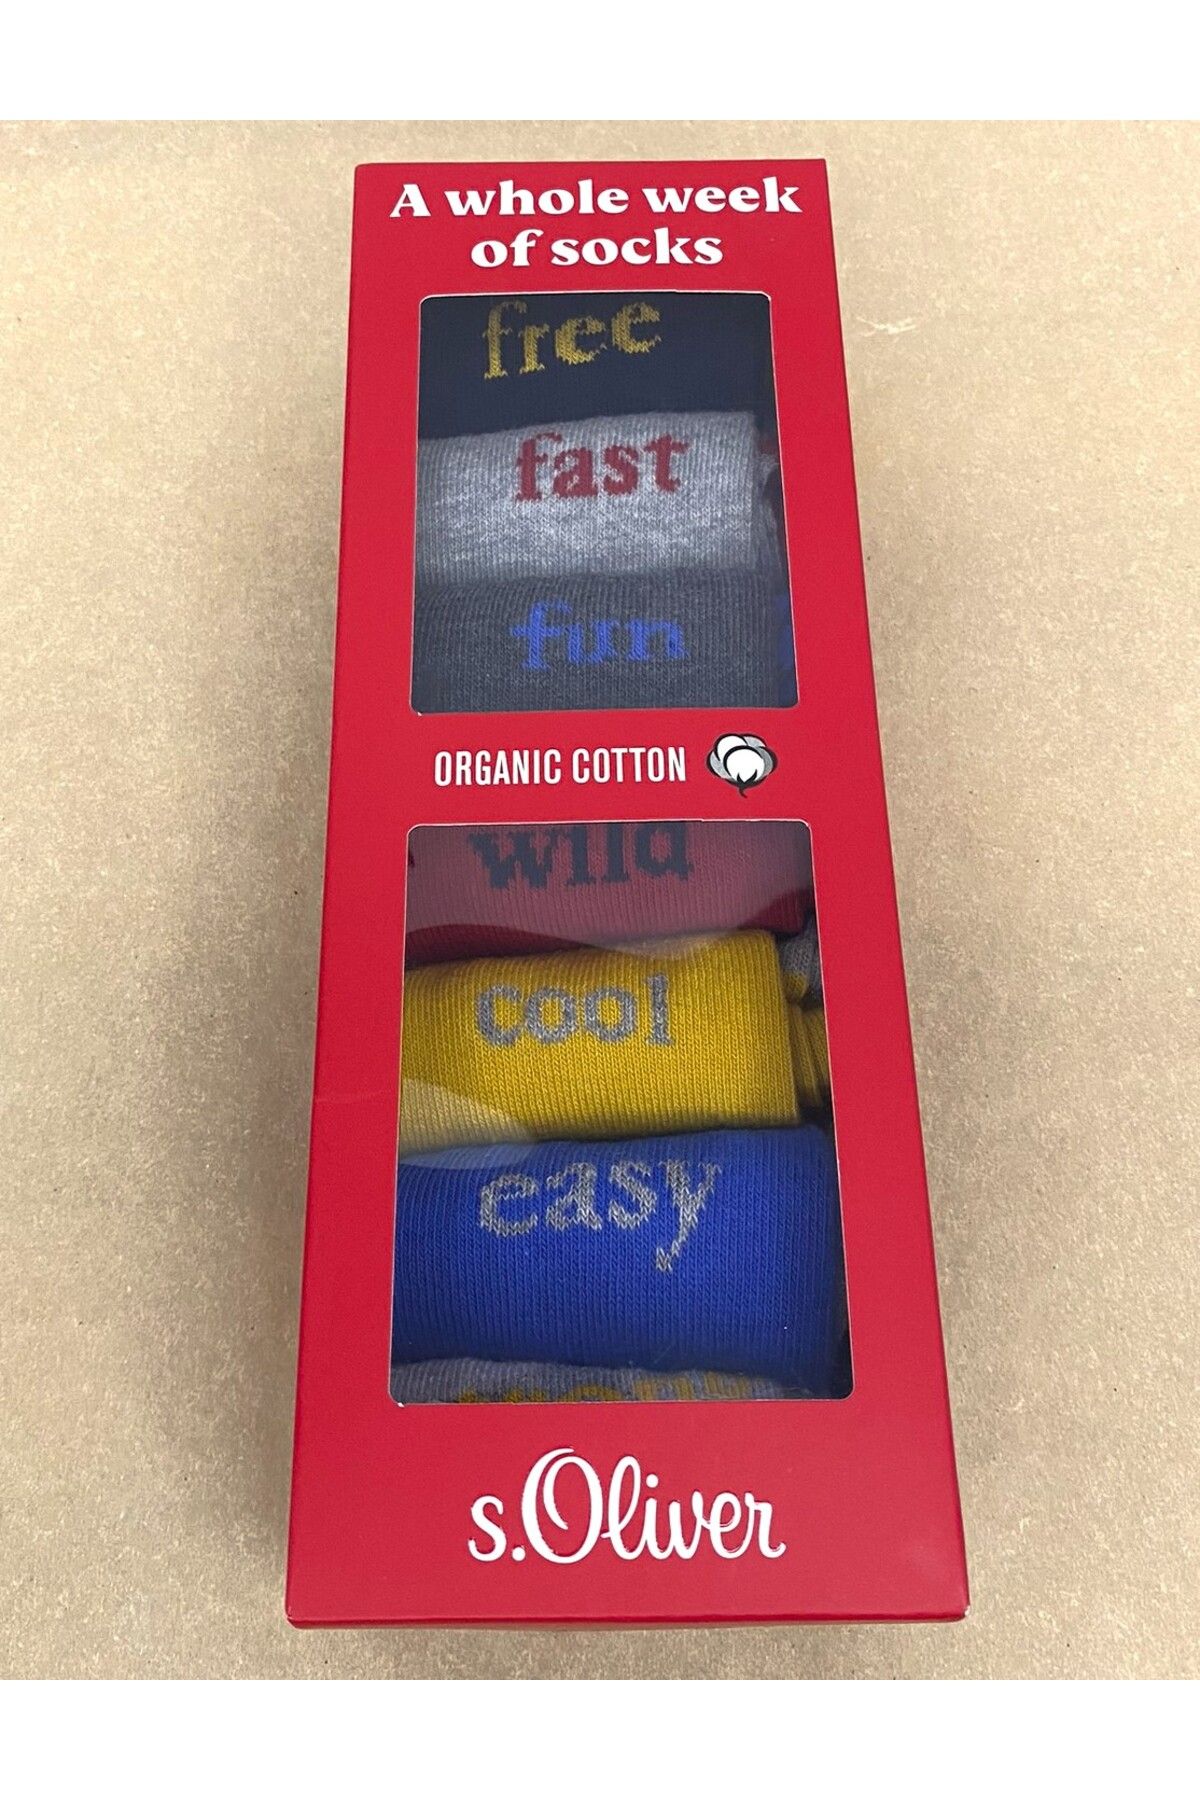 A whole week
of socks
free
fast
fun
ORGANIC COTTON
wild
cool
easy
s.Oliver